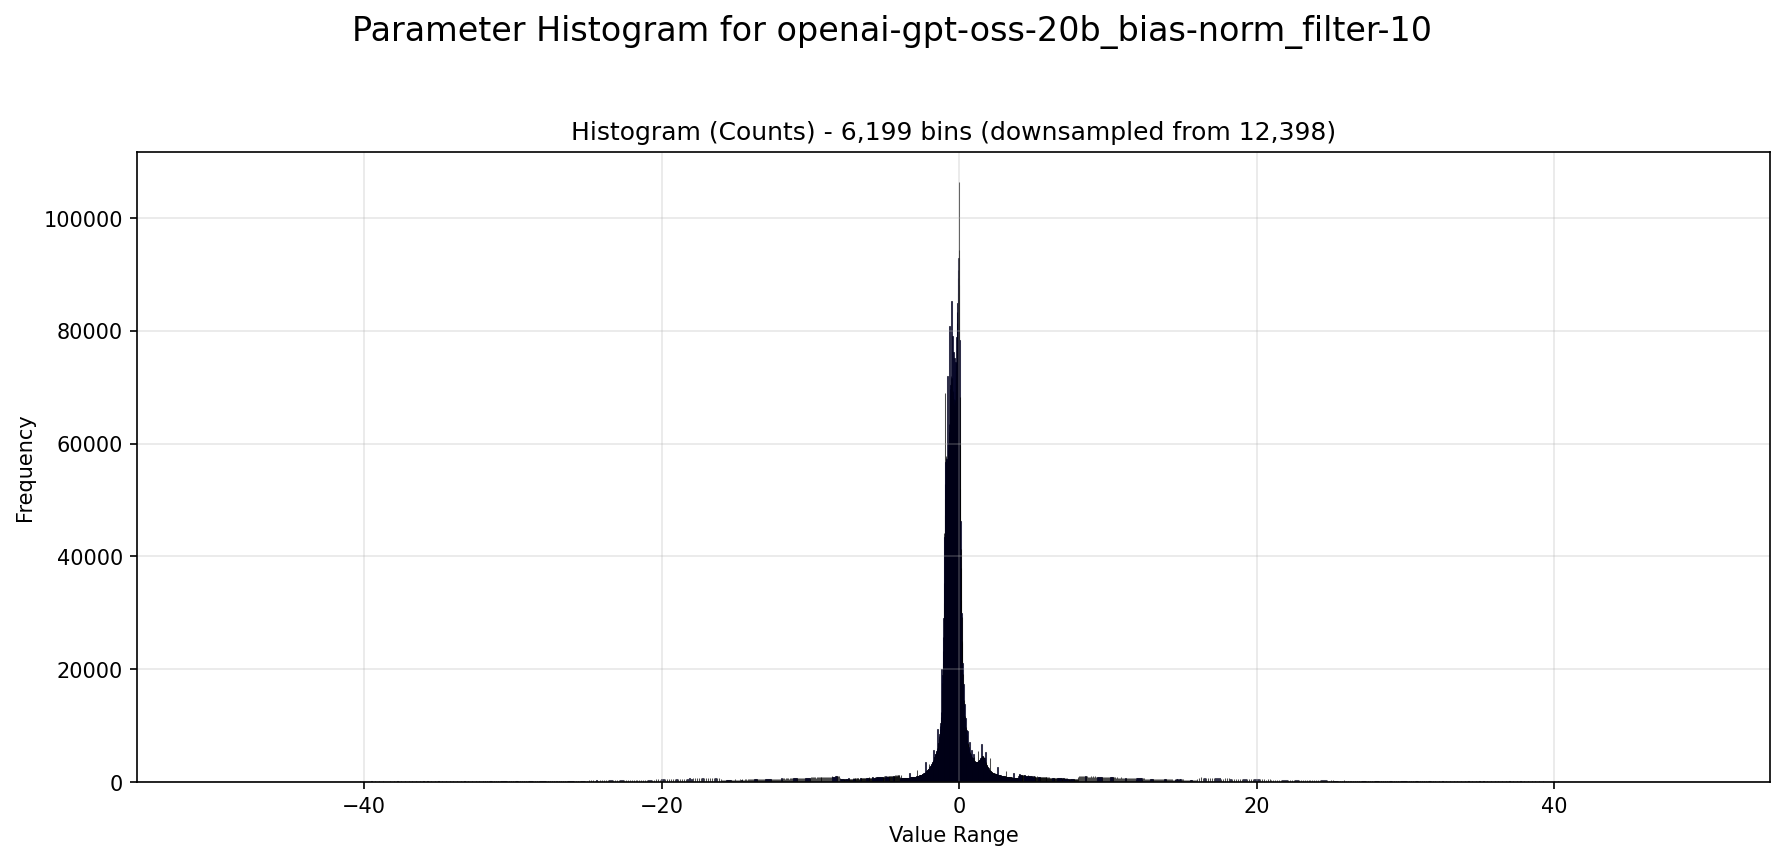 Parameter Histogram for openai-gpt-oss-20b_bias-norm_filter-10
Histogram (Counts) - 6,199 bins (downsampled from 12,398)
100000
80000
60000
40000
20000
0
Frequency
−40
−20
0
20
40
Value Range